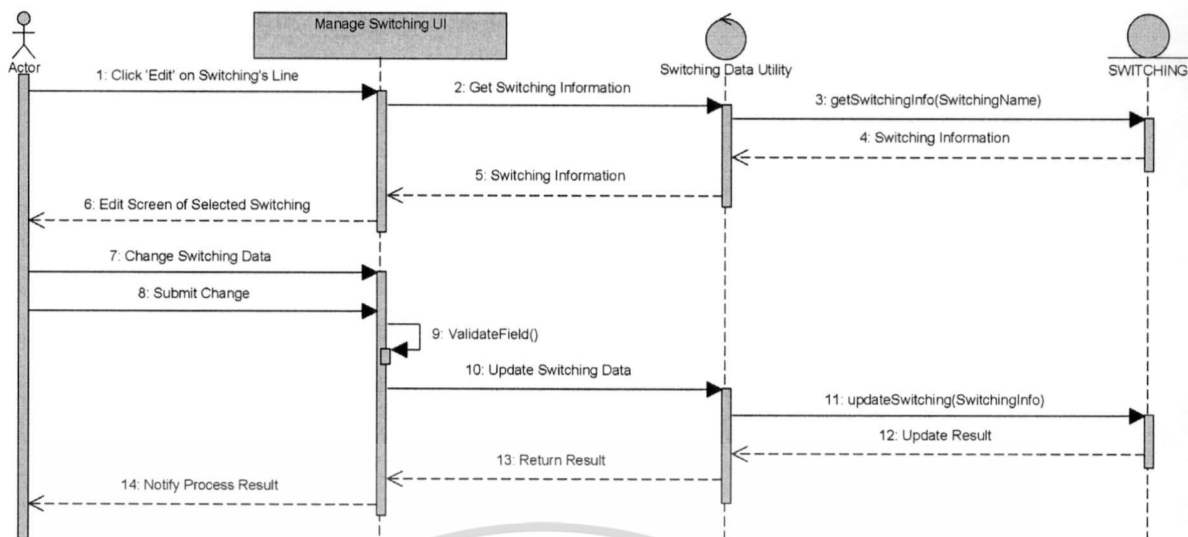 Manage Switching UI
Actor
Switching Data Utility
SWITCHING
1: Click 'Edit' on Switching's Line
2: Get Switching Information
3: getSwitchingInfo(SwitchingName)
4: Switching Information
5: Switching Information
6: Edit Screen of Selected Switching
7: Change Switching Data
8: Submit Change
9: ValidateField()
10: Update Switching Data
11: updateSwitching(SwitchingInfo)
12: Update Result
13: Return Result
14: Notify Process Result